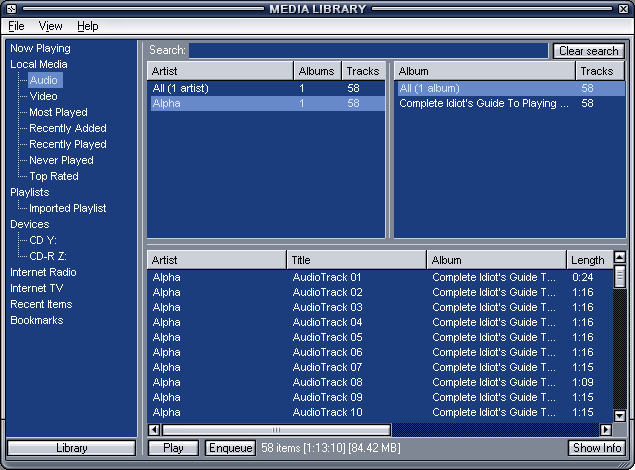 MEDIA LIBRARY
File View Help
Now Playing
Local Media
Audio
Video
Most Played
Recently Added
Recently Played
Never Played
Top Rated
Playlists
Imported Playlist
Devices
CD Y:
CD-R Z:
Internet Radio
Internet TV
Recent Items
Bookmarks
Library
Search: Clear search
Artist Albums Tracks
All (1 artist) 1 58
Alpha 1 58
Album Tracks
All (1 album) 58
Complete Idiot's Guide To Playing ... 58
Artist Title Album Length
Alpha AudioTrack 01 Complete Idiot's Guide T... 0:24
Alpha AudioTrack 02 Complete Idiot's Guide T... 1:16
Alpha AudioTrack 03 Complete Idiot's Guide T... 1:16
Alpha AudioTrack 04 Complete Idiot's Guide T... 1:16
Alpha AudioTrack 05 Complete Idiot's Guide T... 1:16
Alpha AudioTrack 06 Complete Idiot's Guide T... 1:16
Alpha AudioTrack 07 Complete Idiot's Guide T... 1:15
Alpha AudioTrack 08 Complete Idiot's Guide T... 1:09
Alpha AudioTrack 09 Complete Idiot's Guide T... 1:15
Alpha AudioTrack 10 Complete Idiot's Guide T... 1:15
Play Enqueue 58 items [1:13:10] [84.42 MB] Show Info